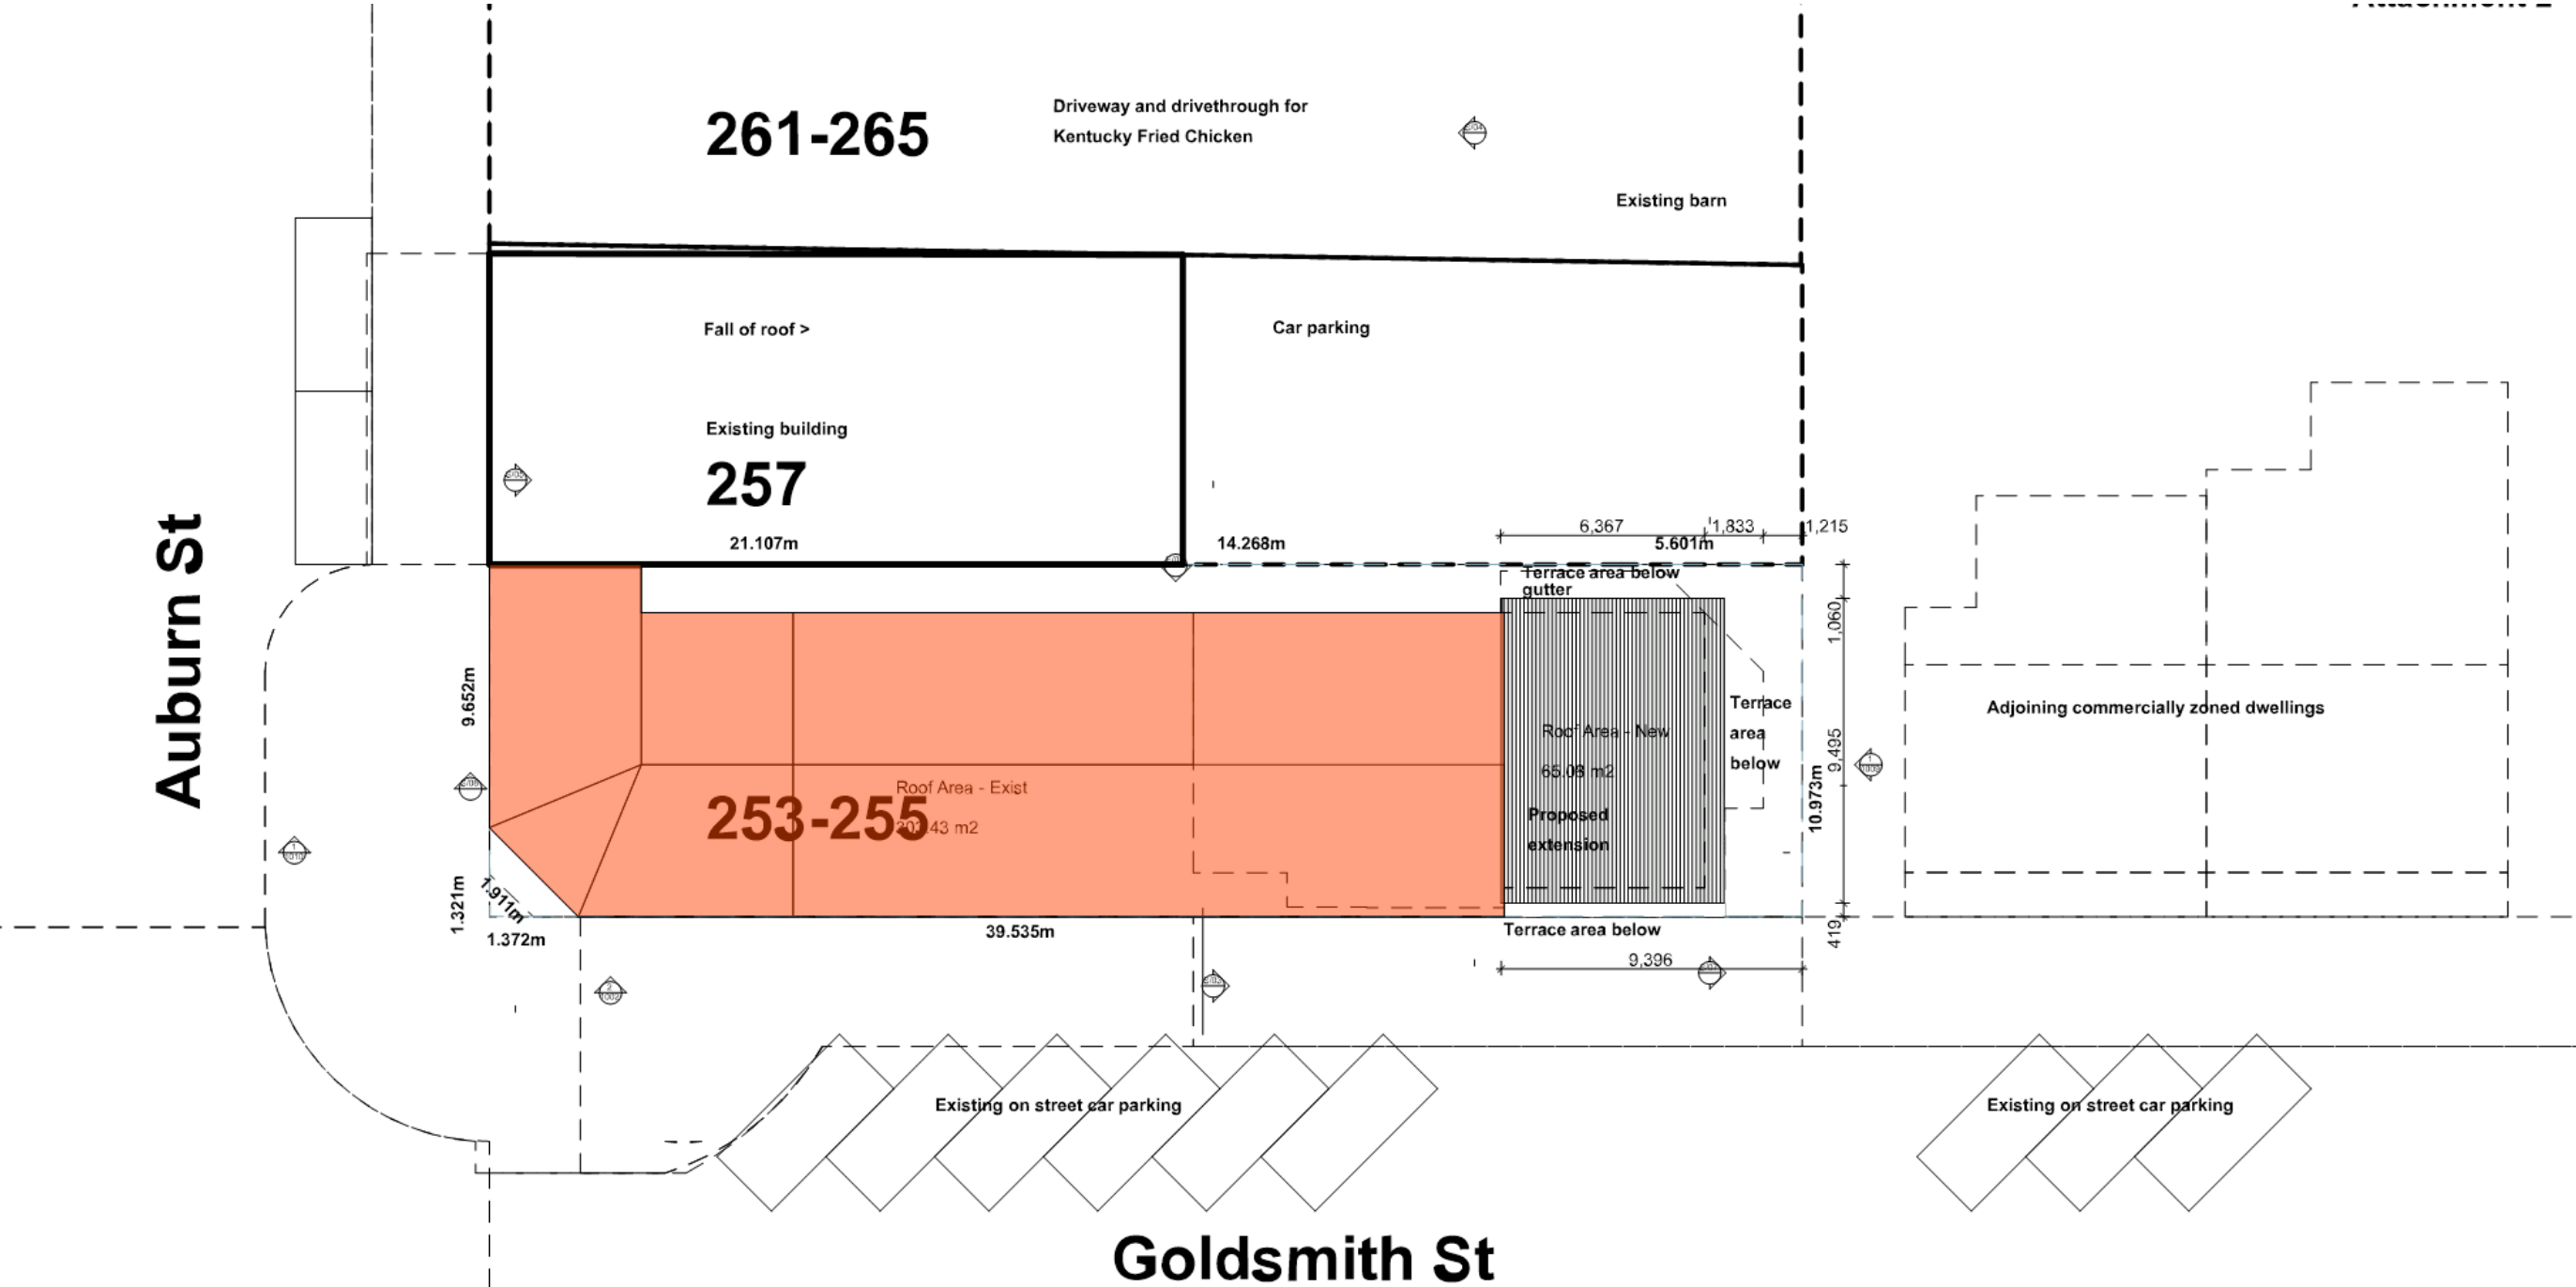 261-265
Driveway and drivethrough for
Kentucky Fried Chicken
Existing barn
Fall of roof >
Car parking
Existing building
257
21.107m
14.268m
6,367
1,833
1,215
5.601m
Auburn St
Terrace area below
gutter
1,060
9.652m
Terrace
area
below
Roof Area - New
65.08 m2
Proposed
extension
9,495
10.973m
Adjoining commercially zoned dwellings
Roof Area - Exist
253-255
1.321m
1.911m
1.372m
39.535m
Terrace area below
419
9,396
Existing on street car parking
Existing on street car parking
Goldsmith St